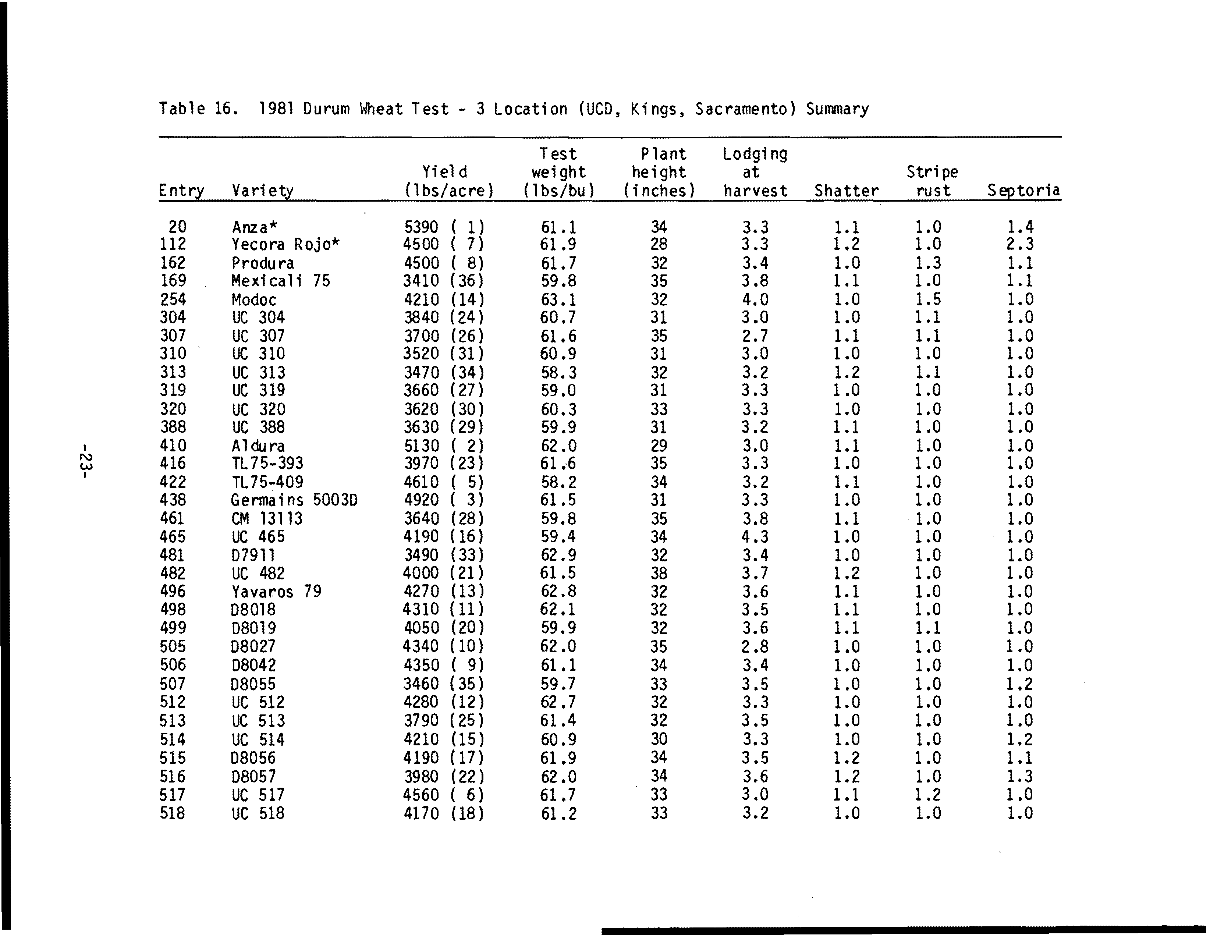 Table 16. 1981 Durum Wheat Test - 3 Location (UCD, Kings, Sacramento) Summary
Test Plant Lodging
Yield weight height at Stripe
Entry Variety (lbs/acre) (lbs/bu) (inches) harvest Shatter rust Septoria
20 Anza* 5390 ( 1) 61.1 34 3.3 1.1 1.0 1.4
112 Yecora Rojo* 4500 ( 7) 61.9 28 3.3 1.2 1.0 2.3
162 Produra 4500 ( 8) 61.7 32 3.4 1.0 1.3 1.1
169 Mexicali 75 3410 (36) 59.8 35 3.8 1.1 1.0 1.1
254 Modoc 4210 (14) 63.1 32 4.0 1.0 1.5 1.0
304 UC 304 3840 (24) 60.7 31 3.0 1.0 1.1 1.0
307 UC 307 3700 (26) 61.6 35 2.7 1.1 1.1 1.0
310 UC 310 3520 (31) 60.9 31 3.0 1.0 1.0 1.0
313 UC 313 3470 (34) 58.3 32 3.2 1.2 1.1 1.0
319 UC 319 3660 (27) 59.0 31 3.3 1.0 1.0 1.0
320 UC 320 3620 (30) 60.3 33 3.3 1.0 1.0 1.0
388 UC 388 3630 (29) 59.9 31 3.2 1.1 1.0 1.0
410 Aldura 5130 ( 2) 62.0 29 3.0 1.1 1.0 1.0
416 TL75-393 3970 (23) 61.6 35 3.3 1.0 1.0 1.0
422 TL75-409 4610 ( 5) 58.2 34 3.2 1.1 1.0 1.0
438 Germains 5003D 4920 ( 3) 61.5 31 3.3 1.0 1.0 1.0
461 CM 13113 3640 (28) 59.8 35 3.8 1.1 1.0 1.0
465 UC 465 4190 (16) 59.4 34 4.3 1.0 1.0 1.0
481 D7911 3490 (33) 62.9 32 3.4 1.0 1.0 1.0
482 UC 482 4000 (21) 61.5 38 3.7 1.2 1.0 1.0
496 Yavaros 79 4270 (13) 62.8 32 3.6 1.1 1.0 1.0
498 D8018 4310 (11) 62.1 32 3.5 1.1 1.0 1.0
499 D8019 4050 (20) 59.9 32 3.6 1.1 1.1 1.0
505 D8027 4340 (10) 62.0 35 2.8 1.0 1.0 1.0
506 D8042 4350 ( 9) 61.1 34 3.4 1.0 1.0 1.0
507 D8055 3460 (35) 59.7 33 3.5 1.0 1.0 1.2
512 UC 512 4280 (12) 62.7 32 3.3 1.0 1.0 1.0
513 UC 513 3790 (25) 61.4 32 3.5 1.0 1.0 1.0
514 UC 514 4210 (15) 60.9 30 3.3 1.0 1.0 1.2
515 D8056 4190 (17) 61.9 34 3.5 1.2 1.0 1.1
516 D8057 3980 (22) 62.0 34 3.6 1.2 1.0 1.3
517 UC 517 4560 ( 6) 61.7 33 3.0 1.1 1.2 1.0
518 UC 518 4170 (18) 61.2 33 3.2 1.0 1.0 1.0
-23-